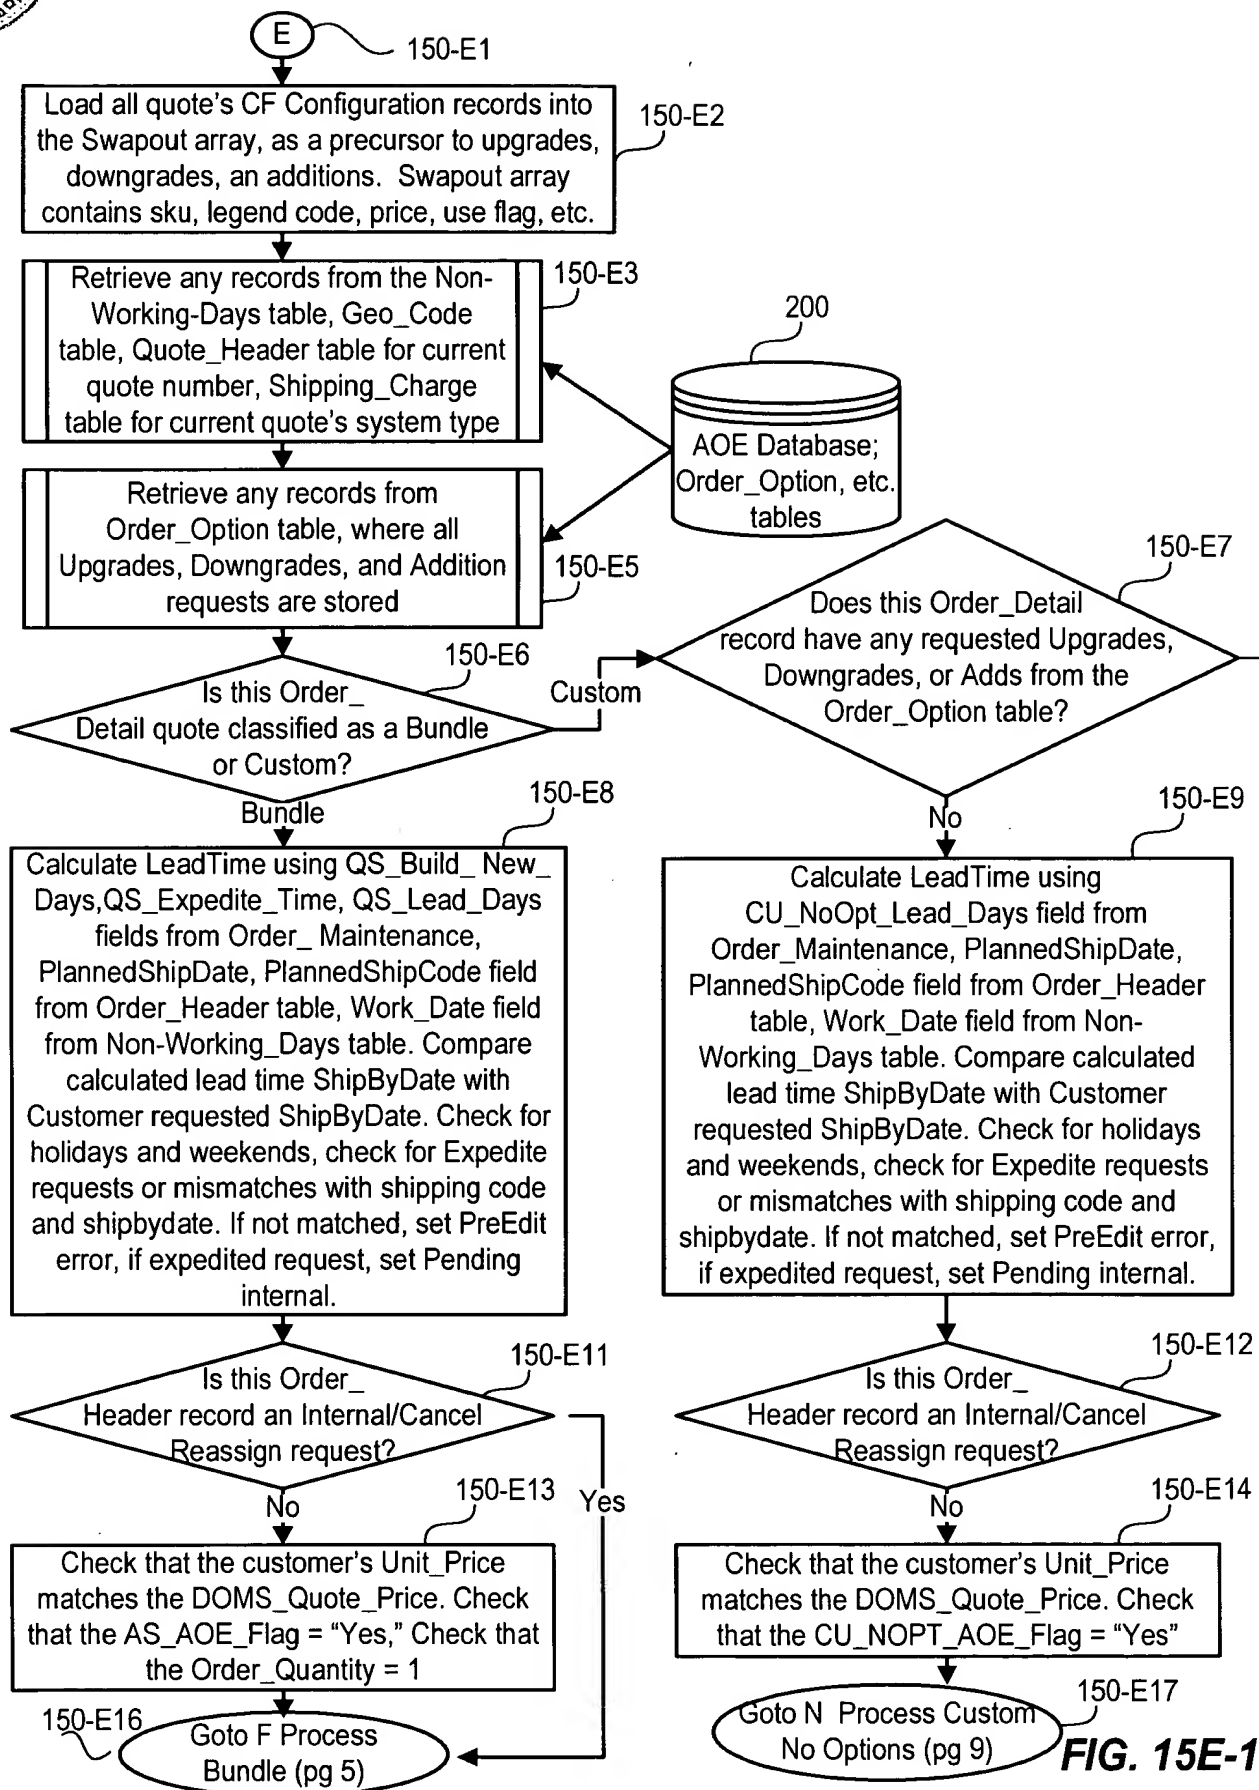 E
150-E1
Load all quote's CF Configuration records into
the Swapout array, as a precursor to upgrades,
downgrades, an additions. Swapout array
contains sku, legend code, price, use flag, etc.
150-E2
Retrieve any records from the Non-
Working-Days table, Geo_Code
table, Quote_Header table for current
quote number, Shipping_Charge
table for current quote's system type
150-E3
200
AOE Database;
Order_Option, etc.
tables
Retrieve any records from
Order_Option table, where all
Upgrades, Downgrades, and Addition
requests are stored
150-E5
150-E6
Is this Order_
Detail quote classified as a Bundle
or Custom?
Custom
150-E7
Does this Order_Detail
record have any requested Upgrades,
Downgrades, or Adds from the
Order_Option table?
Bundle
150-E8
Calculate LeadTime using QS_Build_ New_
Days,QS_Expedite_Time, QS_Lead_Days
fields from Order_ Maintenance,
PlannedShipDate, PlannedShipCode field
from Order_Header table, Work_Date field
from Non-Working_Days table. Compare
calculated lead time ShipByDate with
Customer requested ShipByDate. Check for
holidays and weekends, check for Expedite
requests or mismatches with shipping code
and shipbydate. If not matched, set PreEdit
error, if expedited request, set Pending
internal.
No
150-E9
Calculate LeadTime using
CU_NoOpt_Lead_Days field from
Order_Maintenance, PlannedShipDate,
PlannedShipCode field from Order_Header
table, Work_Date field from Non-
Working_Days table. Compare calculated
lead time ShipByDate with Customer
requested ShipByDate. Check for holidays
and weekends, check for Expedite requests
or mismatches with shipping code and
shipbydate. If not matched, set PreEdit error,
if expedited request, set Pending internal.
150-E11
Is this Order_
Header record an Internal/Cancel
Reassign request?
150-E12
Is this Order_
Header record an Internal/Cancel
Reassign request?
No
150-E13
Yes
Check that the customer's Unit_Price
matches the DOMS_Quote_Price. Check
that the AS_AOE_Flag = “Yes,” Check that
the Order_Quantity = 1
No
150-E14
Check that the customer's Unit_Price
matches the DOMS_Quote_Price. Check
that the CU_NOPT_AOE_Flag = “Yes”
150-E16
Goto F Process
Bundle (pg 5)
150-E17
Goto N Process Custom
No Options (pg 9)
FIG. 15E-1